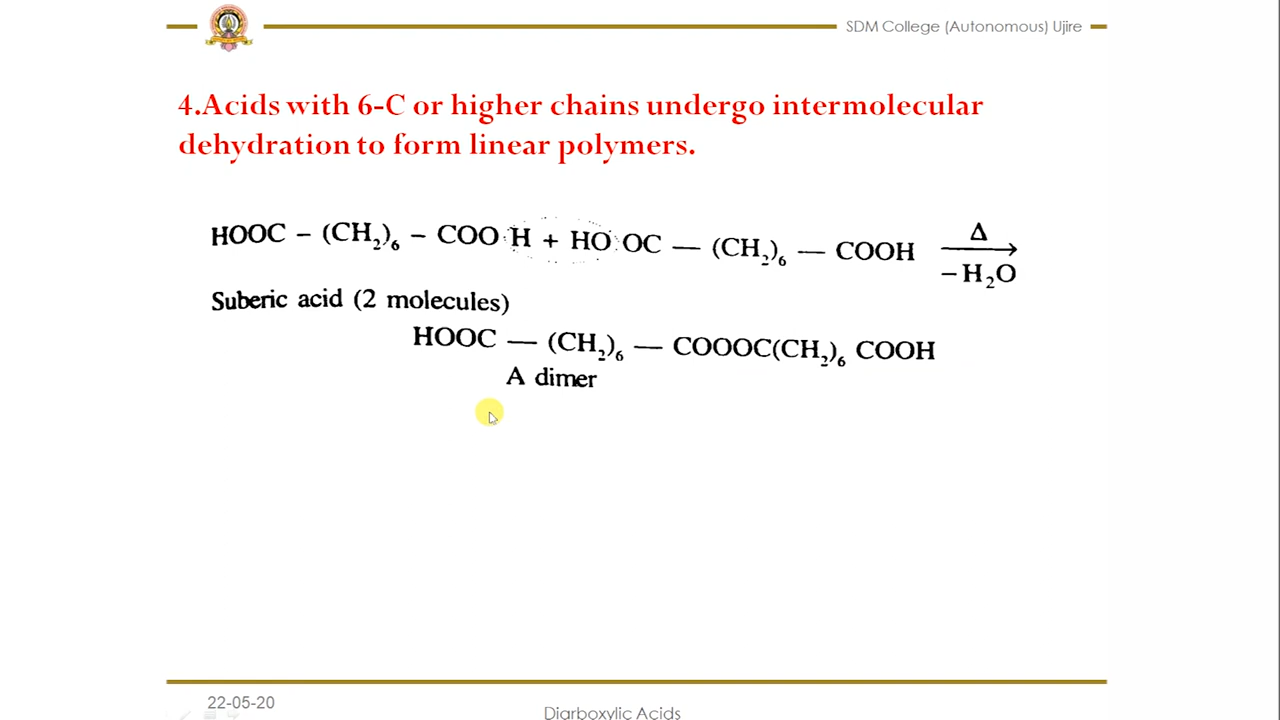 SDM College (Autonomous) Ujire
4.Acids with 6-C or higher chains undergo intermolecular
dehydration to form linear polymers.
HOOC – (CH₂)₆ – COO H + HO OC — (CH₂)₆ — COOH Δ
–H₂O
Suberic acid (2 molecules)
HOOC — (CH₂)₆ — COOOC(CH₂)₆ COOH
A dimer
22-05-20
Diarboxylic Acids